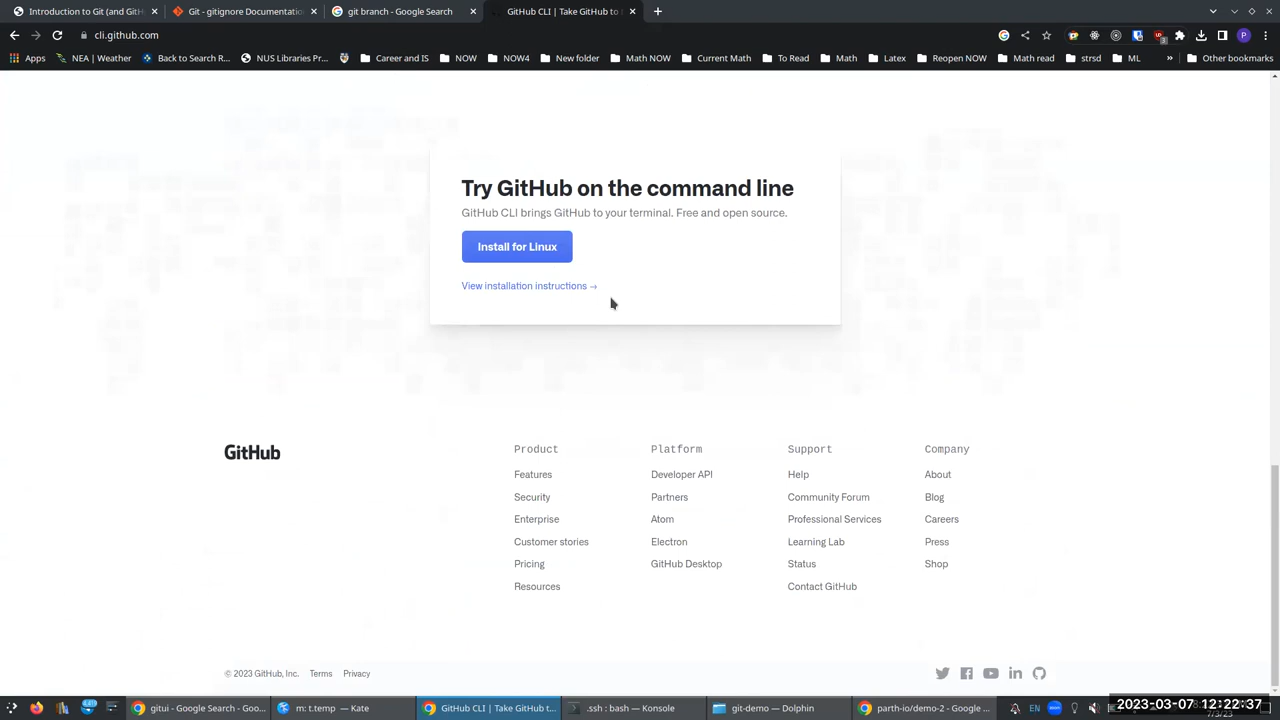 Introduction to Git (and GitH
Git - gitignore Documentatio
git branch - Google Search
GitHub CLI | Take GitHub to
cli.github.com
P
Apps
NEA | Weather
Back to Search R...
NUS Libraries Pr...
Career and IS
NOW
NOW4
New folder
Math NOW
Current Math
To Read
Math
Latex
Reopen NOW
Math read
strsd
ML
»
Other bookmarks
Try GitHub on the command line
GitHub CLI brings GitHub to your terminal. Free and open source.
Install for Linux
View installation instructions →
GitHub
Product
Features
Security
Enterprise
Customer stories
Pricing
Resources
Platform
Developer API
Partners
Atom
Electron
GitHub Desktop
Support
Help
Community Forum
Professional Services
Learning Lab
Status
Contact GitHub
Company
About
Blog
Careers
Press
Shop
© 2023 GitHub, Inc.
Terms
Privacy
gitui - Google Search - Goo...
m: t.temp — Kate
GitHub CLI | Take GitHub t...
.ssh : bash — Konsole
git-demo — Dolphin
parth-io/demo-2 - Google ...
EN
2023-03-07 12:22:37
7/3/23